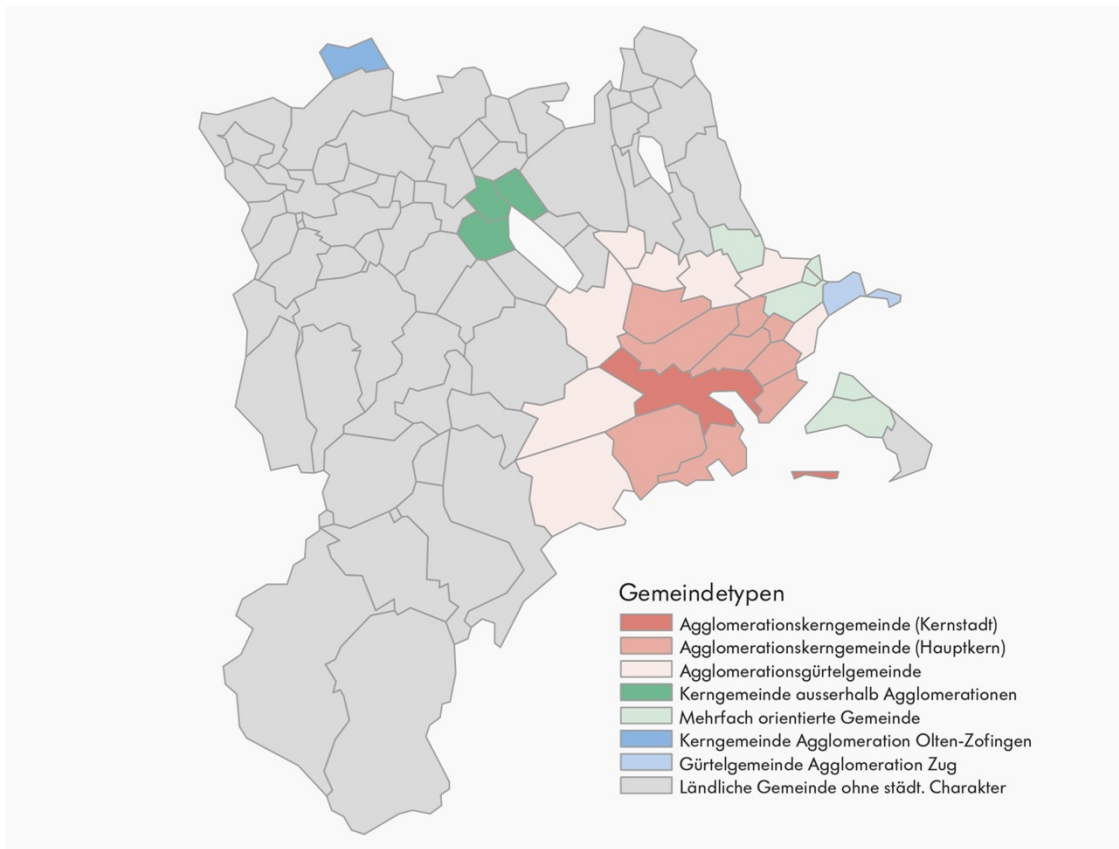 Gemeindetypen
Agglomerationskerngemeinde (Kernstadt)
Agglomerationskerngemeinde (Hauptkern)
Agglomerationsgürtelgemeinde
Kerngemeinde ausserhalb Agglomerationen
Mehrfach orientierte Gemeinde
Kerngemeinde Agglomeration Olten-Zofingen
Gürtelgemeinde Agglomeration Zug
Ländliche Gemeinde ohne städt. Charakter